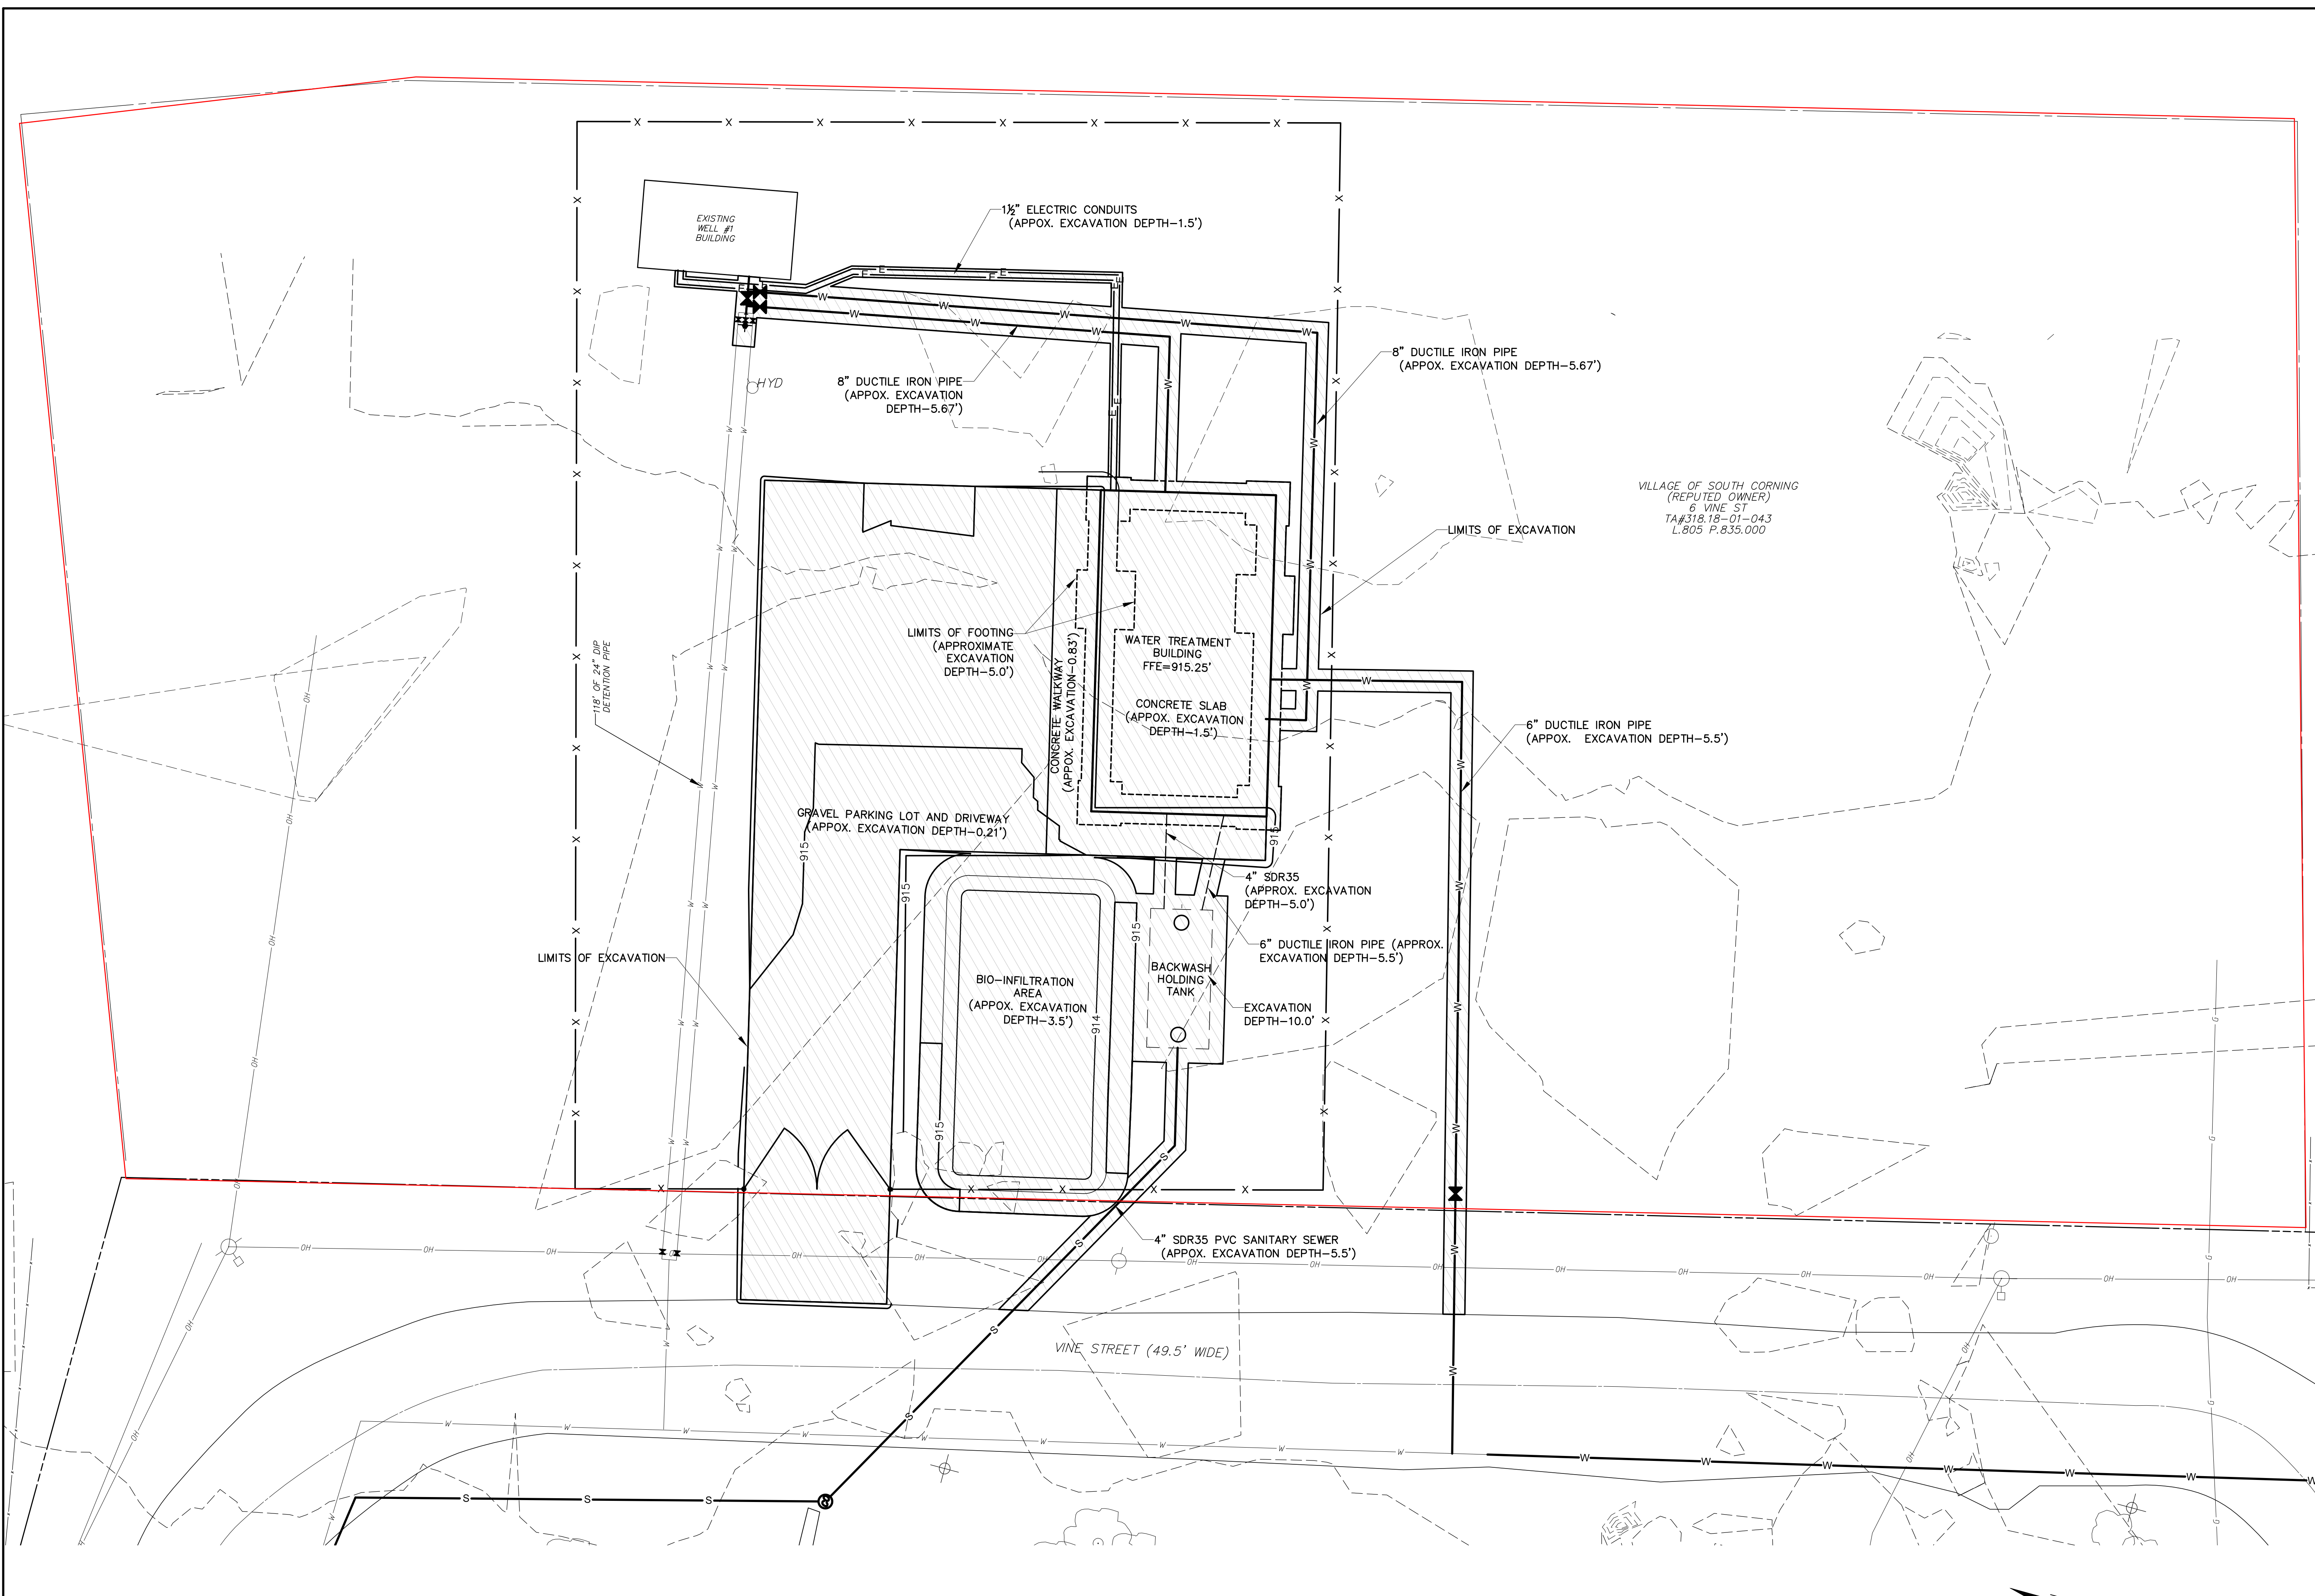 EXISTING
WELL #1
BUILDING
1½" ELECTRIC CONDUITS
(APPOX. EXCAVATION DEPTH-1.5')
8" DUCTILE IRON PIPE
(APPOX. EXCAVATION DEPTH-5.67')
HYD
8" DUCTILE IRON PIPE
(APPOX. EXCAVATION
DEPTH-5.67')
VILLAGE OF SOUTH CORNING
(REPUTED OWNER)
6 VINE ST
TA#318.18-01-043
L.805 P.835.000
LIMITS OF EXCAVATION
118' OF 24" DIP
DETENTION PIPE
LIMITS OF FOOTING
(APPROXIMATE
EXCAVATION
DEPTH-5.0')
CONCRETE WALKWAY
(APPOX. EXCAVATION-0.83')
WATER TREATMENT
BUILDING
FFE=915.25'
CONCRETE SLAB
(APPOX. EXCAVATION
DEPTH-1.5')
6" DUCTILE IRON PIPE
(APPOX. EXCAVATION DEPTH-5.5')
GRAVEL PARKING LOT AND DRIVEWAY
(APPOX. EXCAVATION DEPTH-0.21')
915
915
915
915
4" SDR35
(APPROX. EXCAVATION
DEPTH-5.0')
6" DUCTILE IRON PIPE (APPROX.
EXCAVATION DEPTH-5.5')
LIMITS OF EXCAVATION
BIO-INFILTRATION
AREA
(APPOX. EXCAVATION
DEPTH-3.5')
914
915
BACKWASH
HOLDING
TANK
EXCAVATION
DEPTH-10.0'
4" SDR35 PVC SANITARY SEWER
(APPOX. EXCAVATION DEPTH-5.5')
VINE STREET (49.5' WIDE)